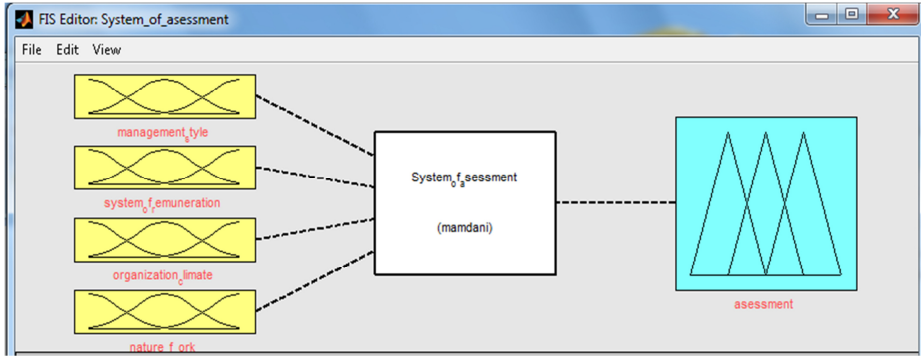 FIS Editor: System_of_asessment
File Edit View
management_style
system_of_remuneration
System_of_asessment
(mamdani)
organization_climate
asessment
nature_f_ork